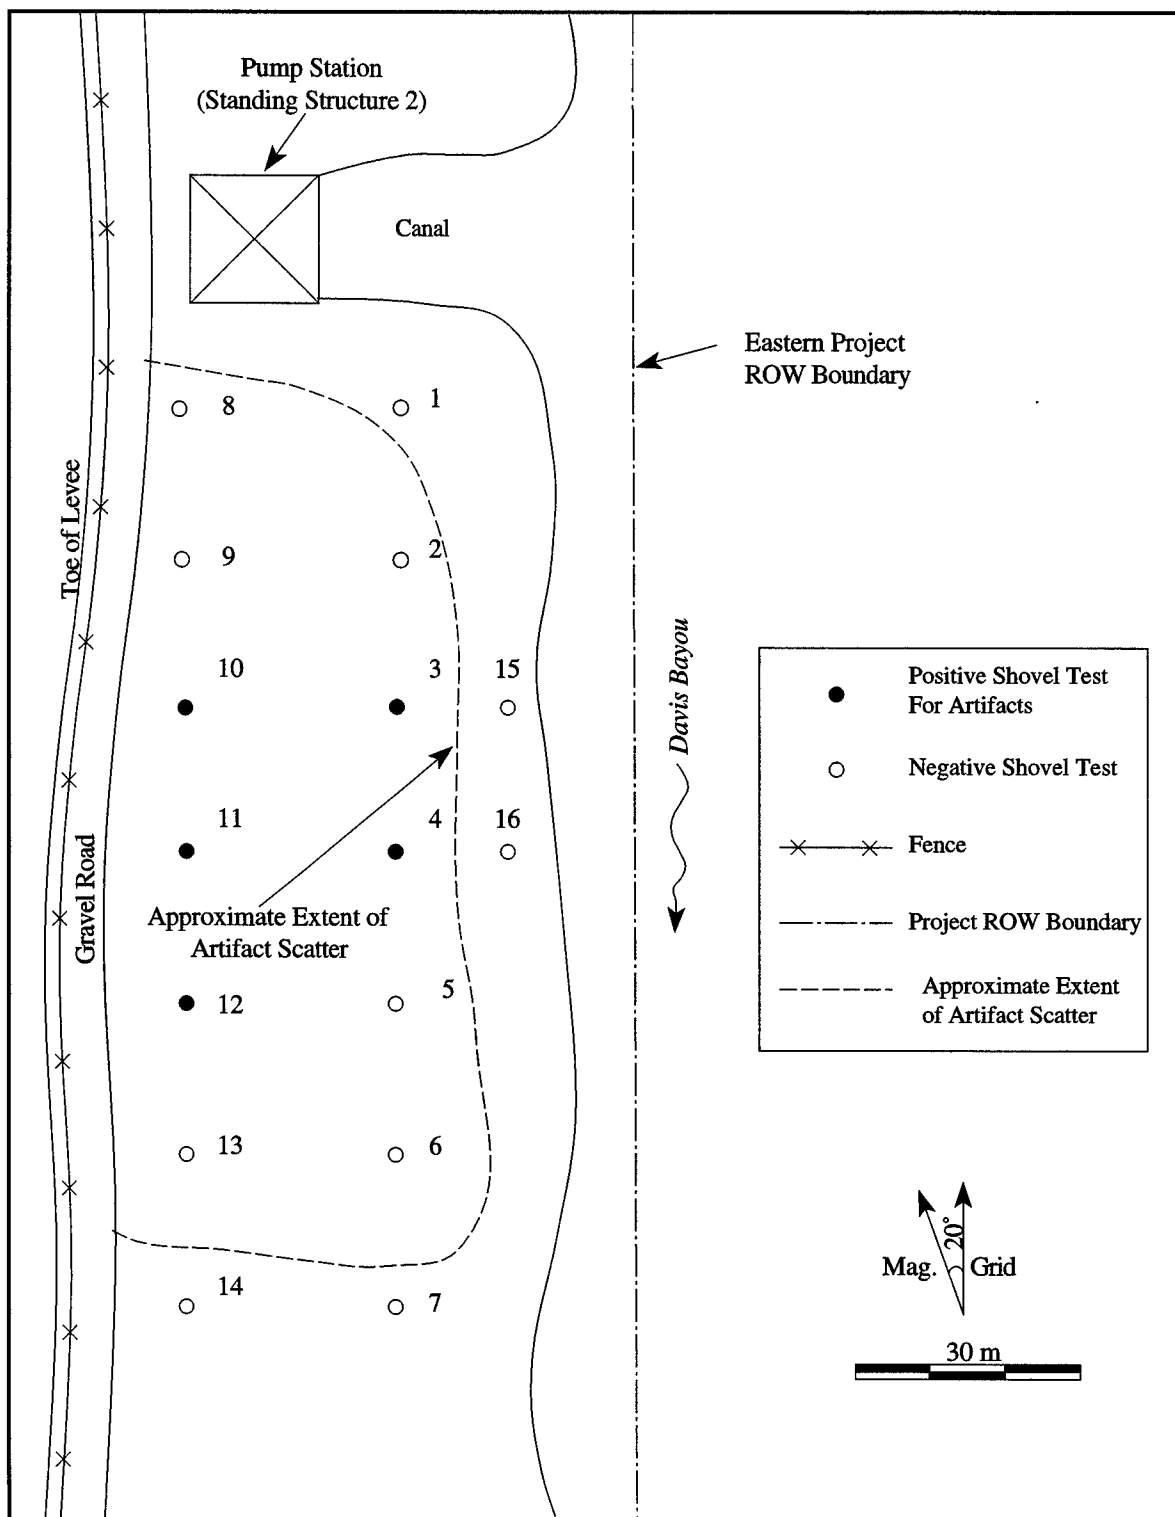 Pump Station
(Standing Structure 2)
Canal
Eastern Project
ROW Boundary
8
1
Toe of Levee
9
2
10
3
15
Davis Bayou
Positive Shovel Test
For Artifacts
Negative Shovel Test
11
4
16
Gravel Road
Fence
Approximate Extent of
Artifact Scatter
Project ROW Boundary
12
5
Approximate Extent
of Artifact Scatter
13
6
20°
Mag.
Grid
14
7
30 m